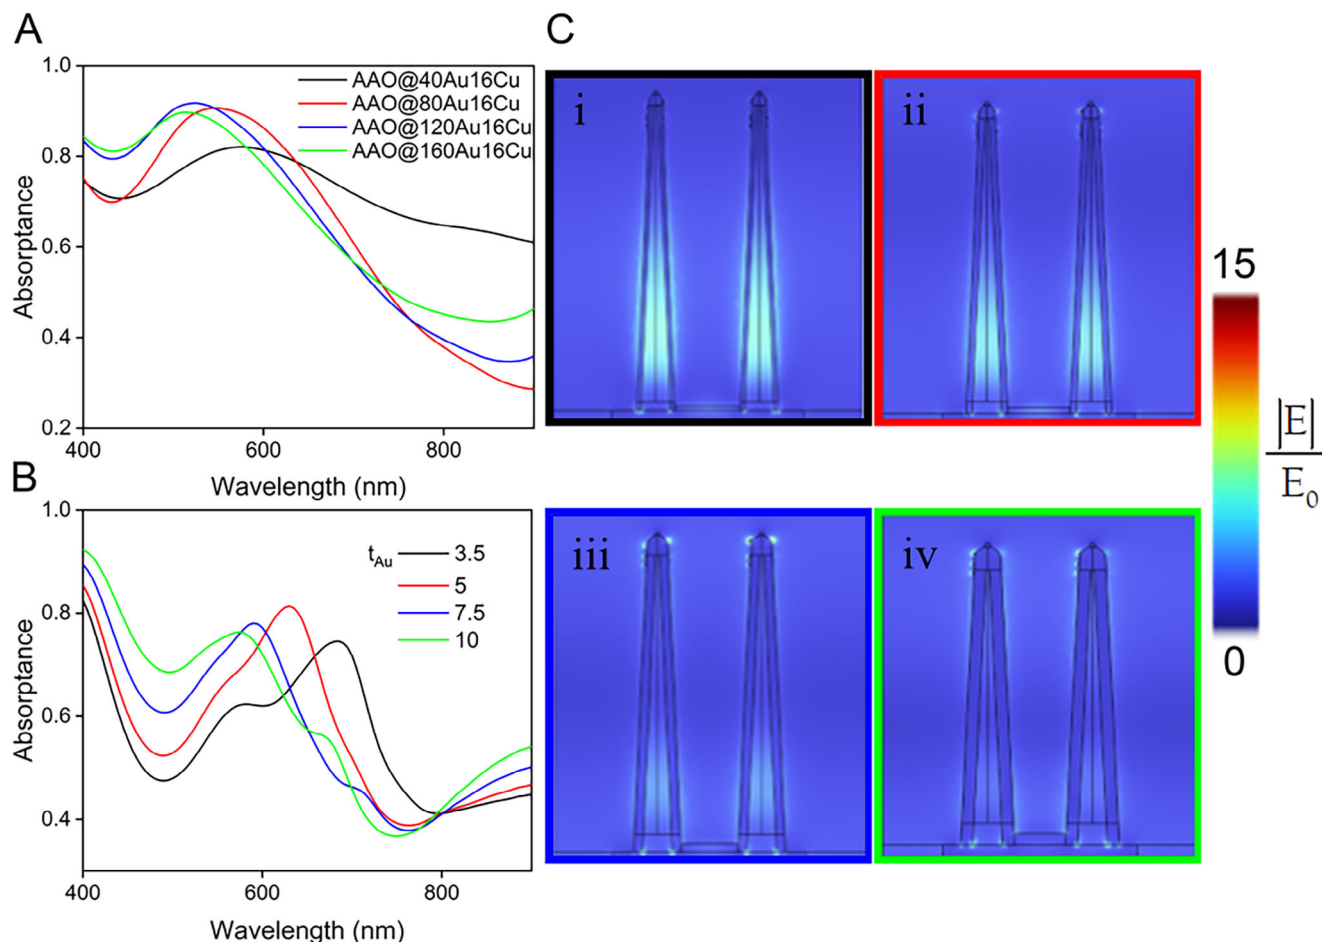 A
1.0
0.8
0.6
0.4
0.2
400
600
800
Absorptance
Wavelength (nm)
AAO@40Au16Cu
AAO@80Au16Cu
AAO@120Au16Cu
AAO@160Au16Cu
B
1.0
0.8
0.6
0.4
400
600
800
Absorptance
Wavelength (nm)
tAu
3.5
5
7.5
10
C
i
ii
iii
iv
15
|E|
E0
0